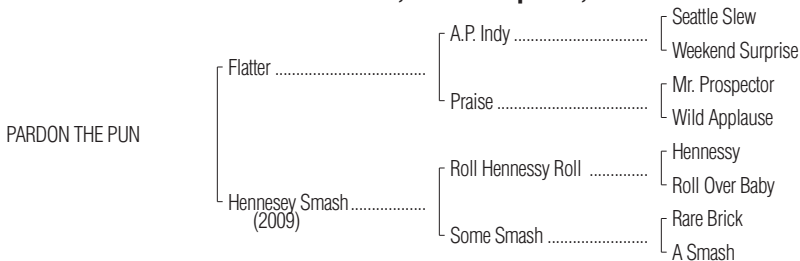 Seattle Slew
A.P. Indy ................................
Weekend Surprise
Flatter ....................................
Mr. Prospector
Praise ....................................
Wild Applause
PARDON THE PUN
Hennessy
Roll Hennessy Roll ..............
Roll Over Baby
Hennesey Smash ..................
(2009)
Rare Brick
Some Smash ........................
A Smash